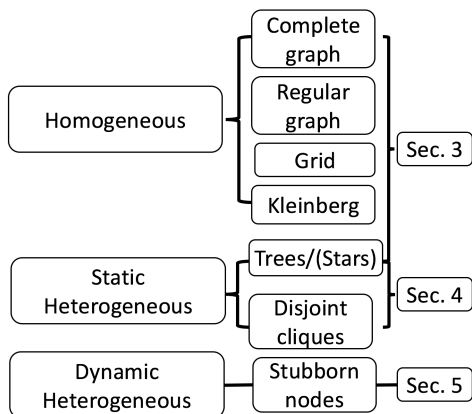 Complete
graph
Homogeneous
Regular
graph
Grid
Kleinberg
Sec. 3
Static
Heterogeneous
Trees/(Stars)
Disjoint
cliques
Sec. 4
Dynamic
Heterogeneous
Stubborn
nodes
Sec. 5